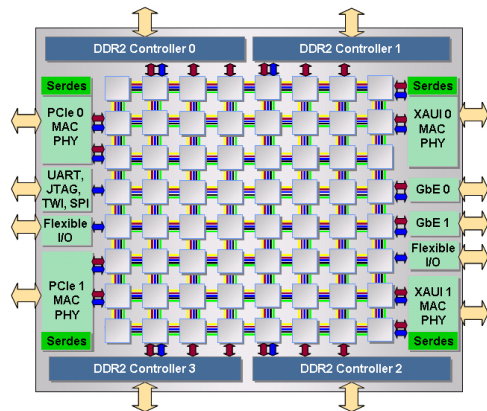 DDR2 Controller 0
DDR2 Controller 1
Serdes
PCIe 0
MAC
PHY
UART,
JTAG,
TWI, SPI
Flexible
I/O
PCIe 1
MAC
PHY
Serdes
Serdes
XAUI 0
MAC
PHY
GbE 0
GbE 1
Flexible
I/O
XAUI 1
MAC
PHY
Serdes
DDR2 Controller 3
DDR2 Controller 2